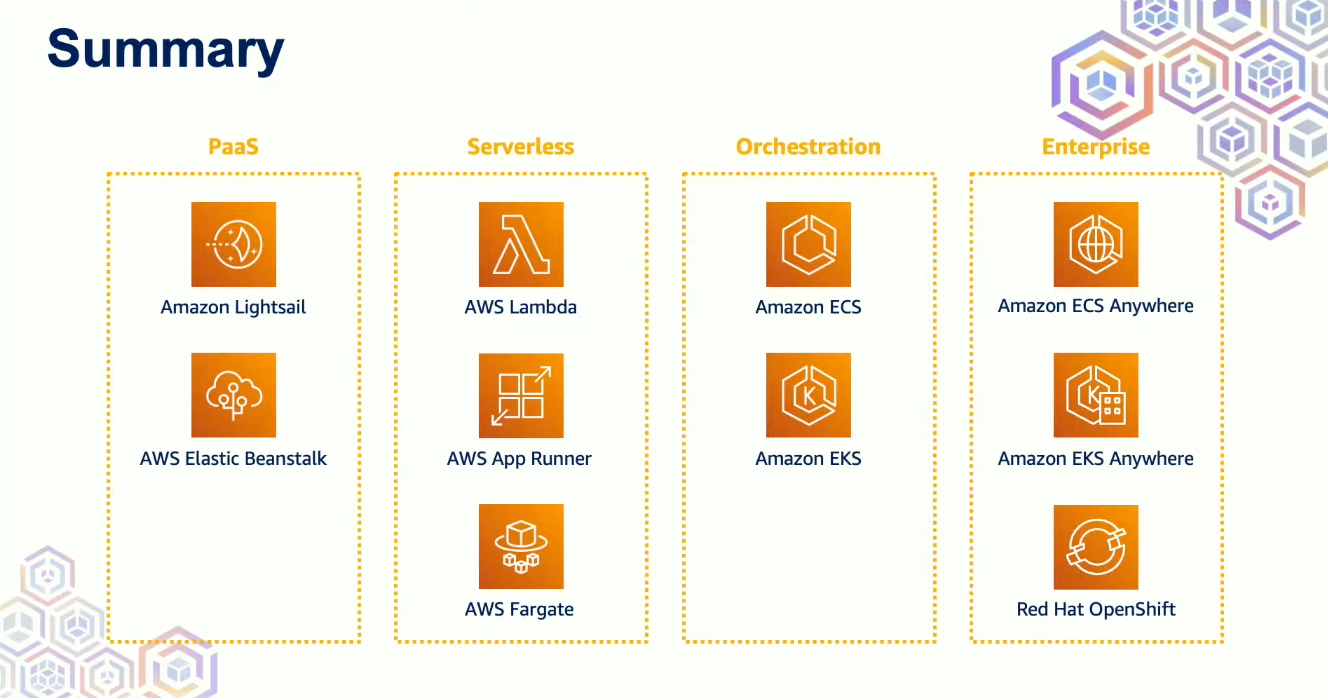 Summary
PaaS
Amazon Lightsail
AWS Elastic Beanstalk
Serverless
AWS Lambda
AWS App Runner
AWS Fargate
Orchestration
Amazon ECS
K
Amazon EKS
Enterprise
Amazon ECS Anywhere
K
Amazon EKS Anywhere
Red Hat OpenShift